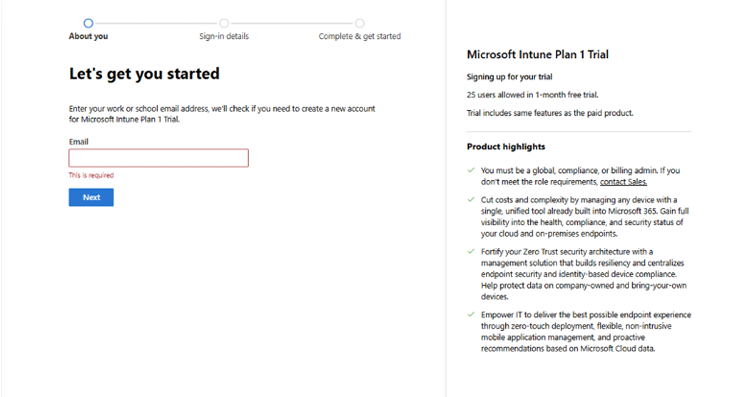 About you
Sign-in details
Complete & get started
Let's get you started
Enter your work or school email address, we'll check if you need to create a new account
for Microsoft Intune Plan 1 Trial.
Email
This is required
Next
Microsoft Intune Plan 1 Trial
Signing up for your trial
25 users allowed in 1-month free trial.
Trial includes same features as the paid product.
Product highlights
You must be a global, compliance, or billing admin. If you
don't meet the role requirements, contact Sales.
Cut costs and complexity by managing any device with a
single, unified tool already built into Microsoft 365. Gain full
visibility into the health, compliance, and security status of
your cloud and on-premises endpoints.
Fortify your Zero Trust security architecture with a
management solution that builds resiliency and centralizes
endpoint security and identity-based device compliance.
Help protect data on company-owned and bring-your-own
devices.
Empower IT to deliver the best possible endpoint experience
through zero-touch deployment, flexible, non-intrusive
mobile application management, and proactive
recommendations based on Microsoft Cloud data.